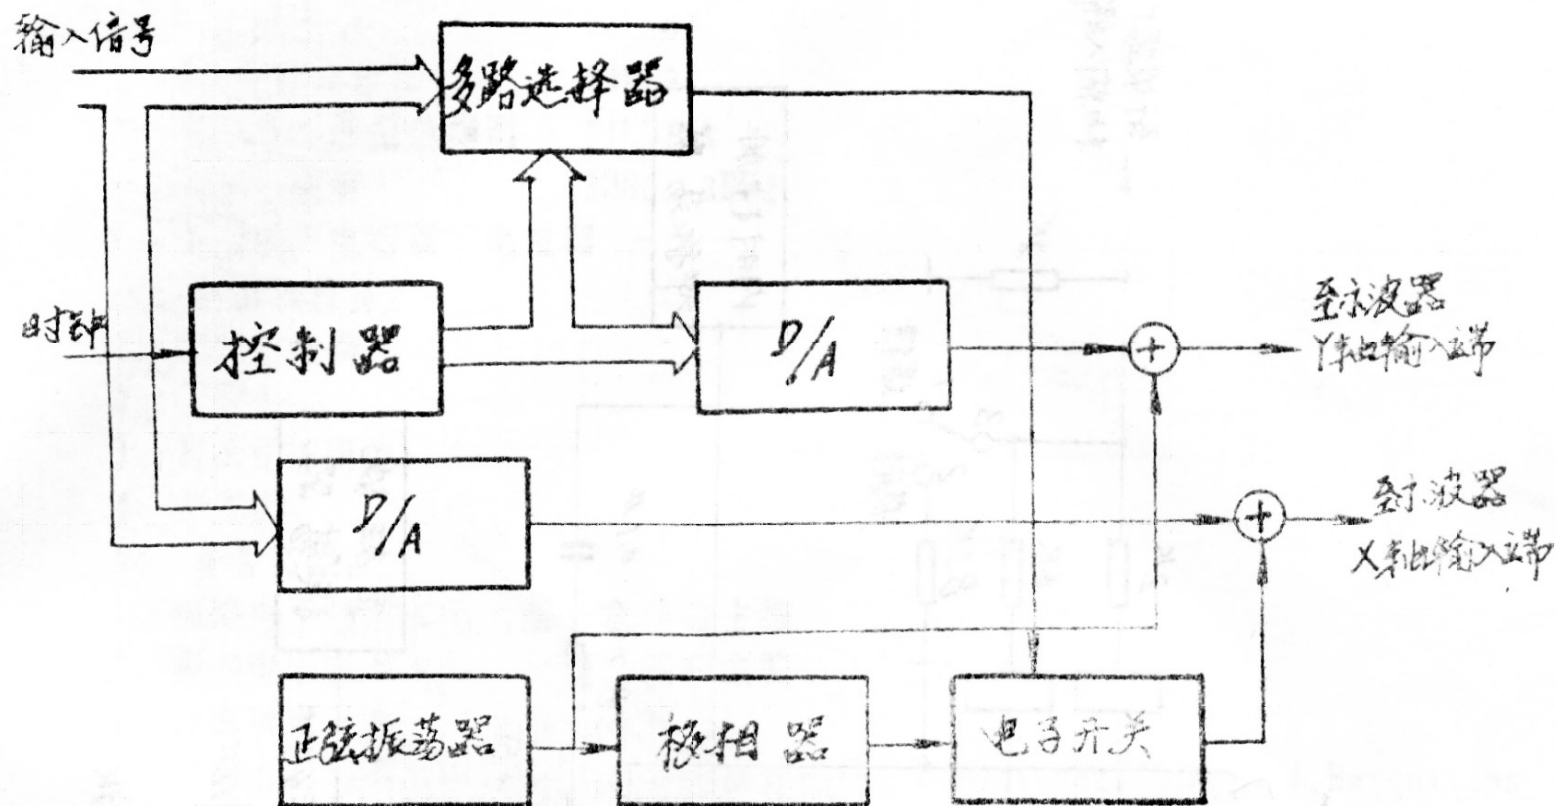 输入信号
多路选择器
时钟
控制器
D/A
至示波器
Y轴输入端
D/A
至示波器
X轴输入端
正弦振荡器
移相器
电子开关